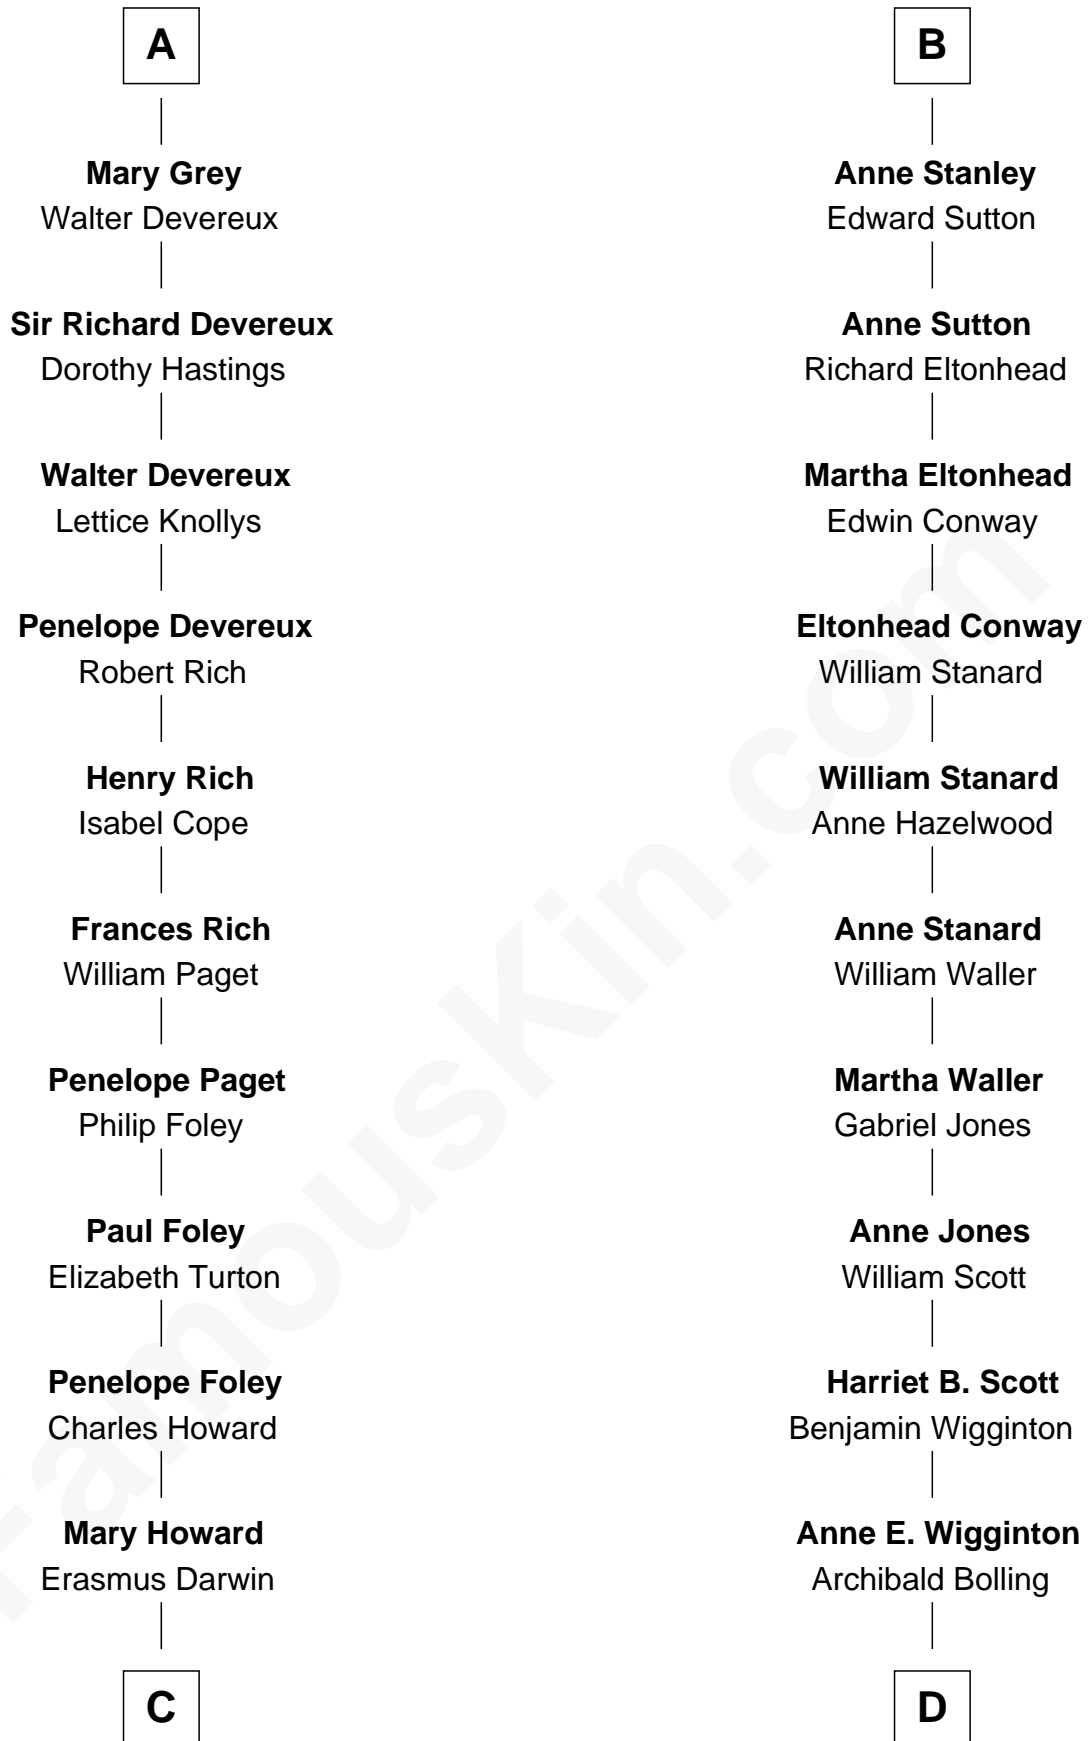 A
Mary Grey
Walter Devereux
Sir Richard Devereux
Dorothy Hastings
Walter Devereux
Lettice Knollys
Penelope Devereux
Robert Rich
Henry Rich
Isabel Cope
Frances Rich
William Paget
Penelope Paget
Philip Foley
Paul Foley
Elizabeth Turton
Penelope Foley
Charles Howard
Mary Howard
Erasmus Darwin
C
B
Anne Stanley
Edward Sutton
Anne Sutton
Richard Eltonhead
Martha Eltonhead
Edwin Conway
Eltonhead Conway
William Stanard
William Stanard
Anne Hazelwood
Anne Stanard
William Waller
Martha Waller
Gabriel Jones
Anne Jones
William Scott
Harriet B. Scott
Benjamin Wigginton
Anne E. Wigginton
Archibald Bolling
D
FamousKin.com